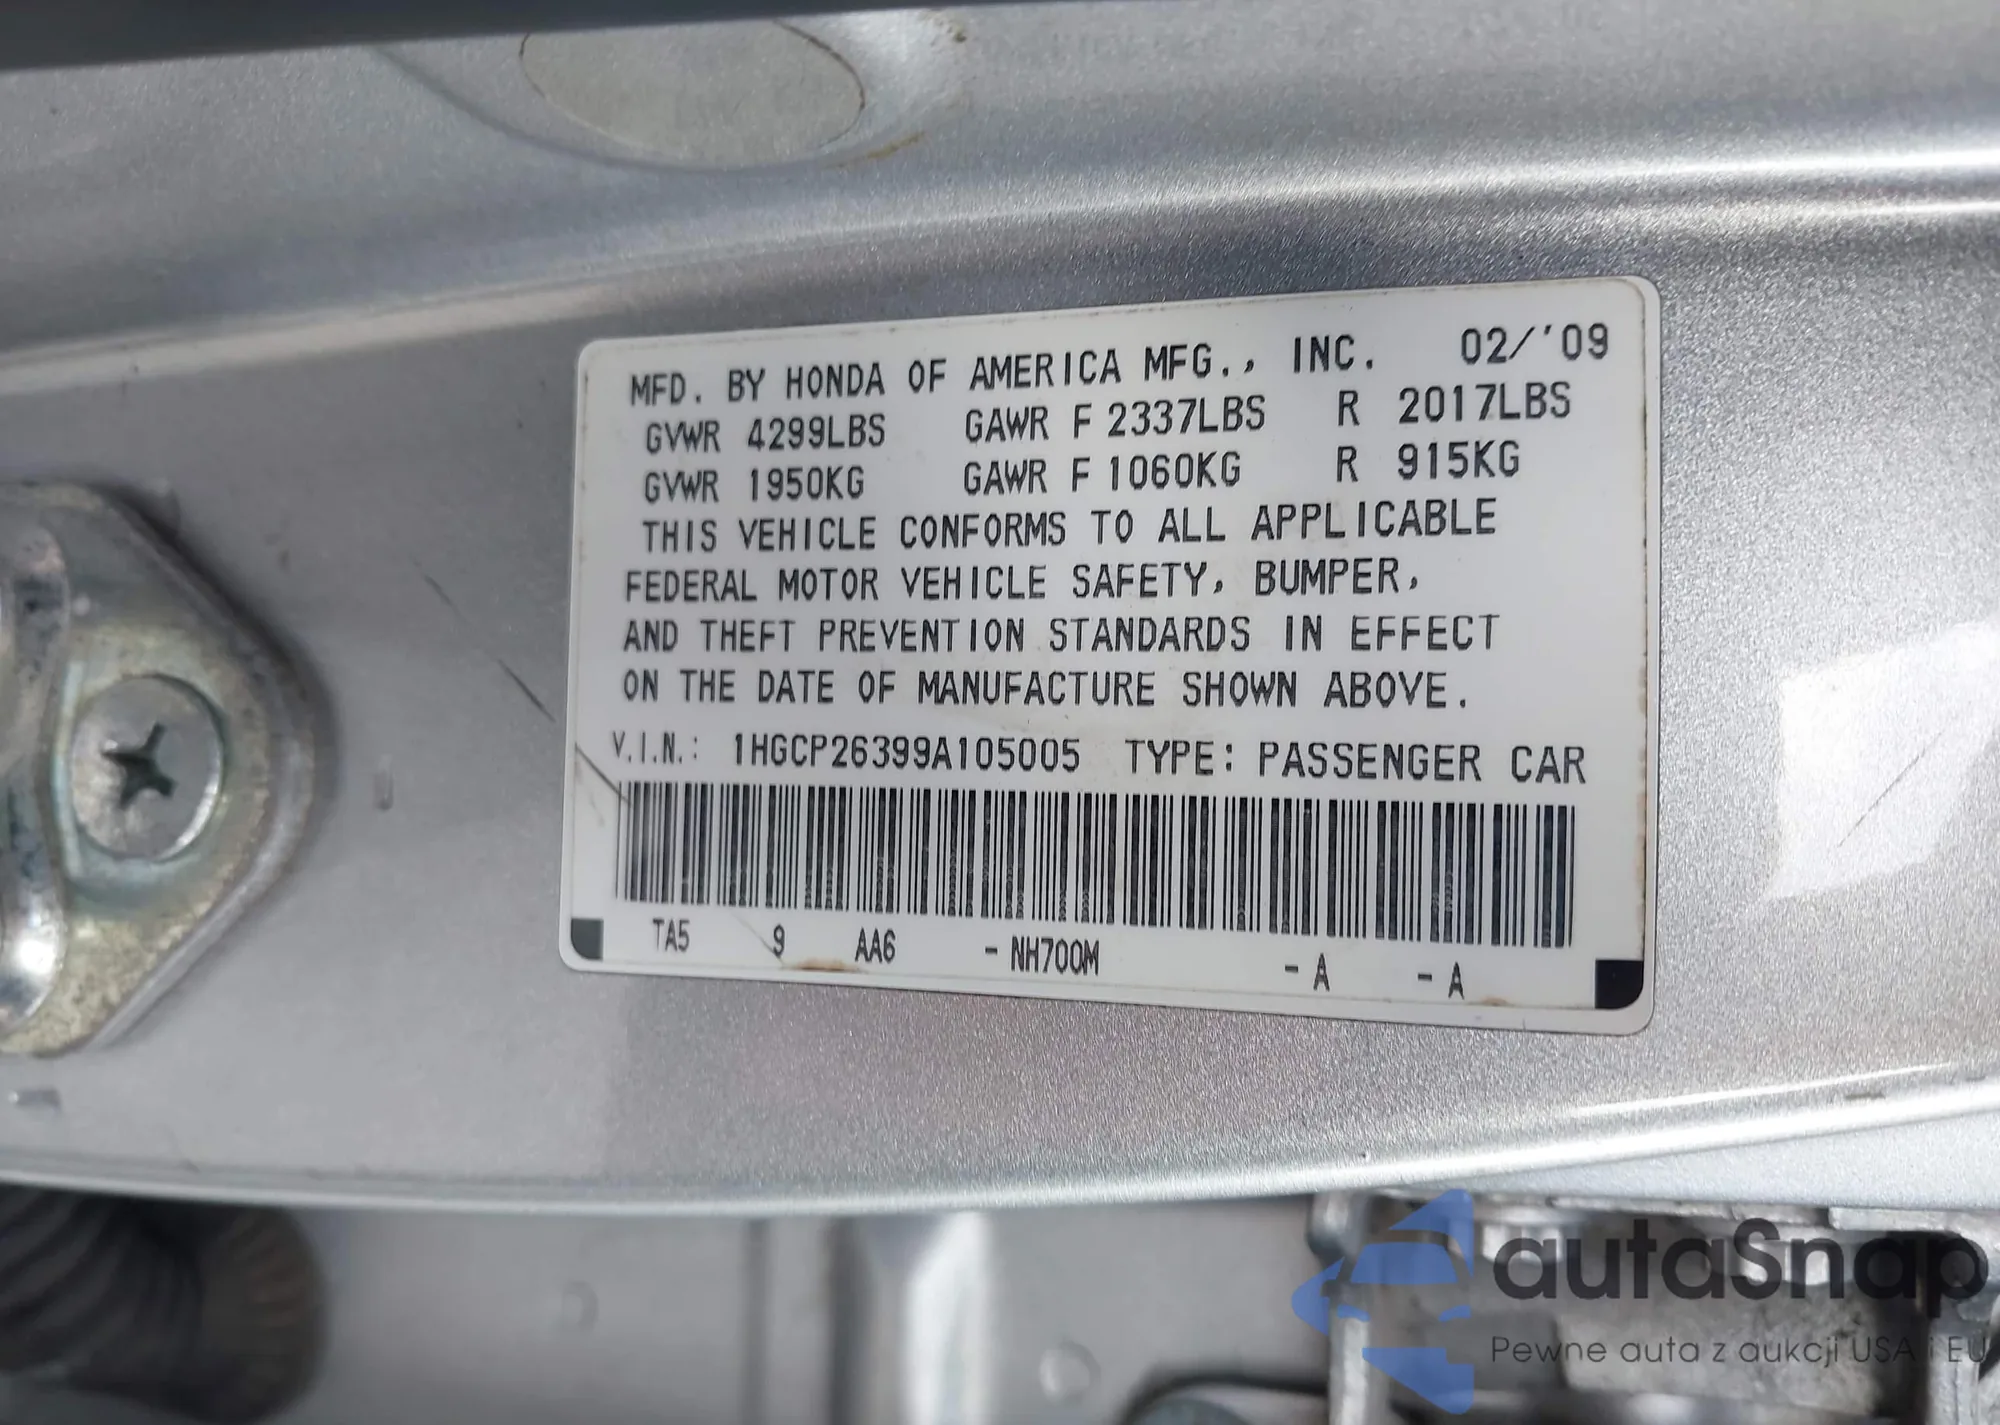 MFD. BY HONDA OF AMERICA MFG., INC. 02/'09
GVWR 4299LBS GAWR F 2337LBS R 2017LBS
GVWR 1950KG GAWR F 1060KG R 915KG
THIS VEHICLE CONFORMS TO ALL APPLICABLE
FEDERAL MOTOR VEHICLE SAFETY, BUMPER,
AND THEFT PREVENTION STANDARDS IN EFFECT
ON THE DATE OF MANUFACTURE SHOWN ABOVE.
V.I.N.: 1HGCP26399A105005 TYPE: PASSENGER CAR
TA5 9 AA6 - NH700M - A - A
autaSnap
Pewne auta z aukcji USA i EU